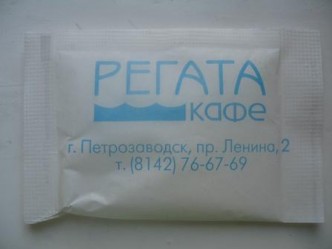 РЕГАТА
кафе
г. Петрозаводск, пр. Ленина, 2
т. (8142) 76-67-69